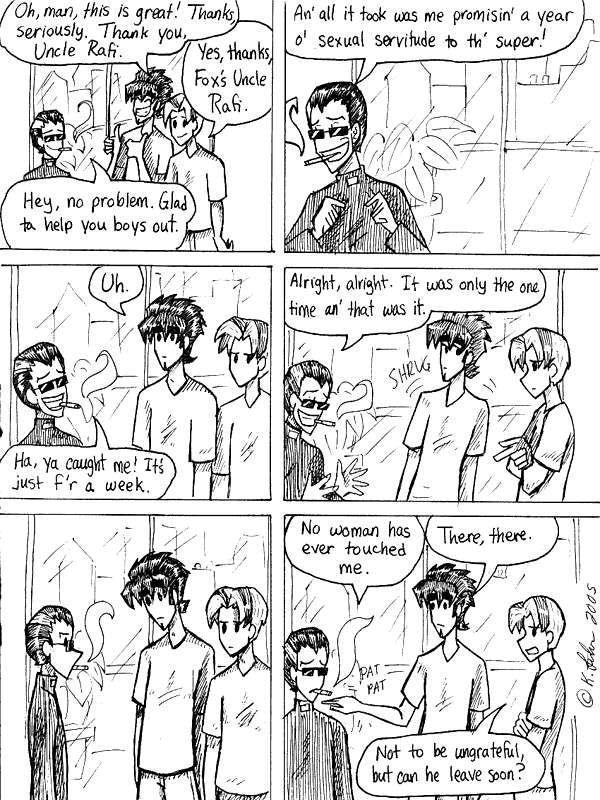 Oh, man, this is great! Thanks,
seriously. Thank you,
Uncle Rafi.
Yes, thanks,
Fox's Uncle
Rafi.
Hey, no problem. Glad
ta help you boys out.
An' all it took was me promisin' a year
o' sexual servitude to th' super!
Uh.
Ha, ya caught me! It's
just f'r a week.
Alright, alright. It was only the one
time an' that was it.
SHRUG
No woman has
ever touched
me.
There, there.
PAT
PAT
Not to be ungrateful,
but can he leave soon?
© K. 2005